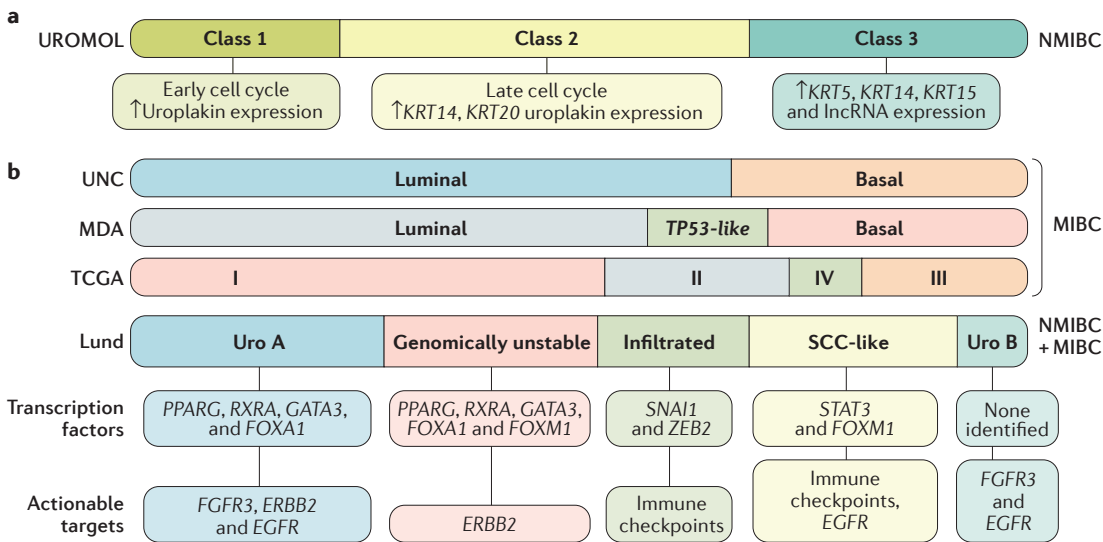 a
UROMOL Class 1 Class 2 Class 3 NMIBC
Early cell cycle
↑Uroplakin expression
Late cell cycle
↑KRT14, KRT20 uroplakin expression
↑KRT5, KRT14, KRT15
and lncRNA expression
b
UNC Luminal Basal
MDA Luminal TP53-like Basal
MIBC
TCGA I II IV III
Lund Uro A Genomically unstable Infiltrated SCC-like Uro B
NMIBC
+ MIBC
Transcription
factors
PPARG, RXRA, GATA3,
and FOXA1
PPARG, RXRA, GATA3,
FOXA1 and FOXM1
SNAI1
and ZEB2
STAT3
and FOXM1
None
identified
Actionable
targets
FGFR3, ERBB2
and EGFR
ERBB2
Immune
checkpoints
Immune
checkpoints,
EGFR
FGFR3
and
EGFR